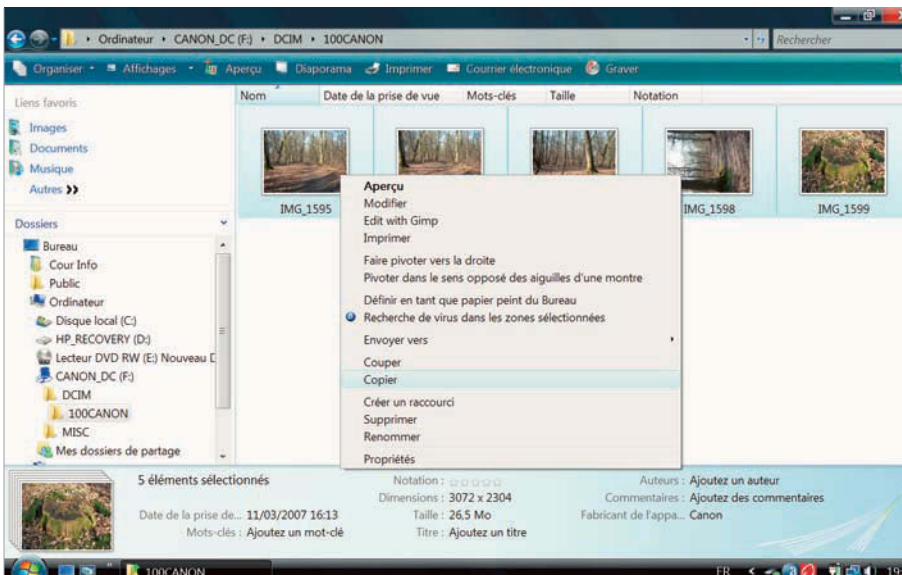 Ordinateur CANON_DC (F:) DCIM 100CANON Rechercher
Organiser Affichages Aperçu Diaporama Imprimer Courrier électronique Graver
Liens favoris
Images
Documents
Musique
Autres
Dossiers
Bureau
Cour Info
Public
Ordinateur
Disque local (C:)
HP_RECOVERY (D:)
Lecteur DVD RW (E:) Nouveau D
CANON_DC (F:)
DCIM
100CANON
MISC
Mes dossiers de partage
Nom Date de la prise de vue Mots-clés Taille Notation
IMG_1595 IMG_1598 IMG_1599
Aperçu
Modifier
Edit with Gimp
Imprimer
Faire pivoter vers la droite
Pivoter dans le sens opposé des aiguilles d'une montre
Définir en tant que papier peint du Bureau
Recherche de virus dans les zones sélectionnées
Envoyer vers
Couper
Copier
Créer un raccourci
Supprimer
Renommer
Propriétés
5 éléments sélectionnés Notation : Auteurs : Ajoutez un auteur
Dimensions : 3072 x 2304 Commentaires : Ajoutez des commentaires
Date de la prise de... 11/03/2007 16:13 Taille : 26,5 Mo Fabricant de l'appa... Canon
Mots-clés : Ajoutez un mot-clé Titre : Ajoutez un titre
100CANON FR 19